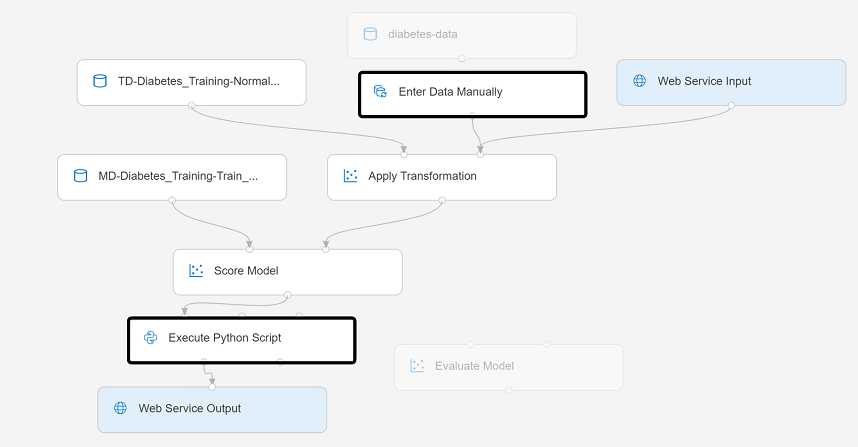 diabetes-data
TD-Diabetes_Training-Normal...
Enter Data Manually
Web Service Input
MD-Diabetes_Training-Train_...
Apply Transformation
Score Model
Execute Python Script
Evaluate Model
Web Service Output